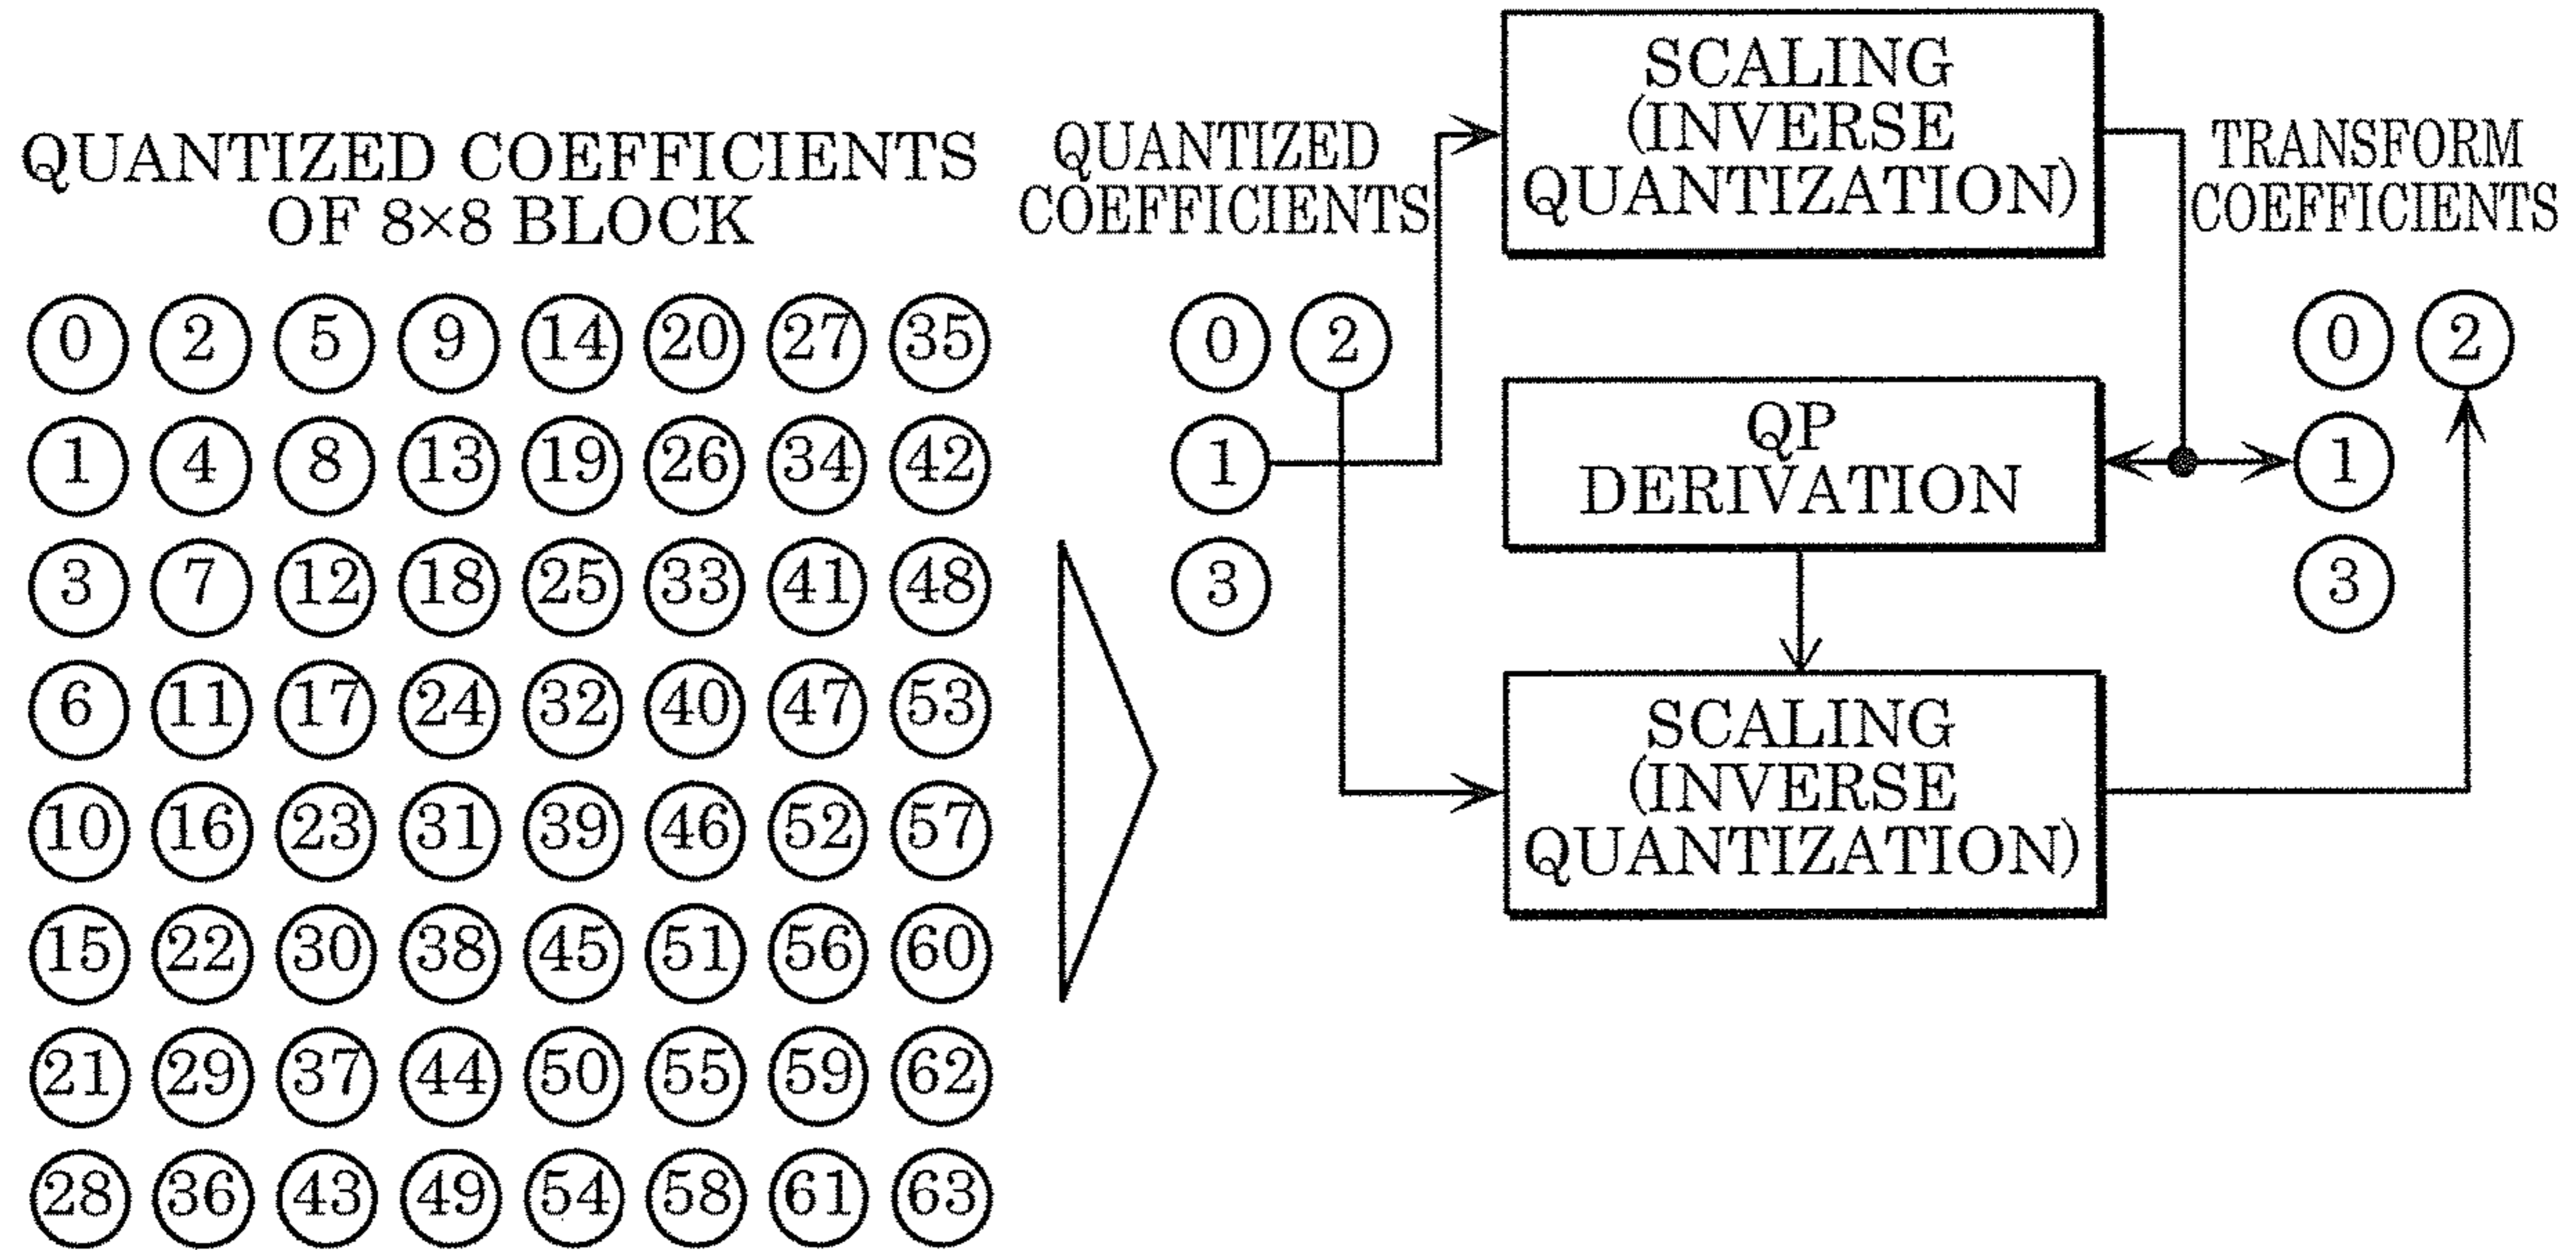 QUANTIZED COEFFICIENTS
OF 8×8 BLOCK
0 2 5 9 14 20 27 35
1 4 8 13 19 26 34 42
3 7 12 18 25 33 41 48
6 11 17 24 32 40 47 53
10 16 23 31 39 46 52 57
15 22 30 38 45 51 56 60
21 29 37 44 50 55 59 62
28 36 43 49 54 58 61 63
QUANTIZED
COEFFICIENTS
0 2
1
3
SCALING
(INVERSE
QUANTIZATION)
QP
DERIVATION
SCALING
(INVERSE
QUANTIZATION)
TRANSFORM
COEFFICIENTS
0 2
1
3